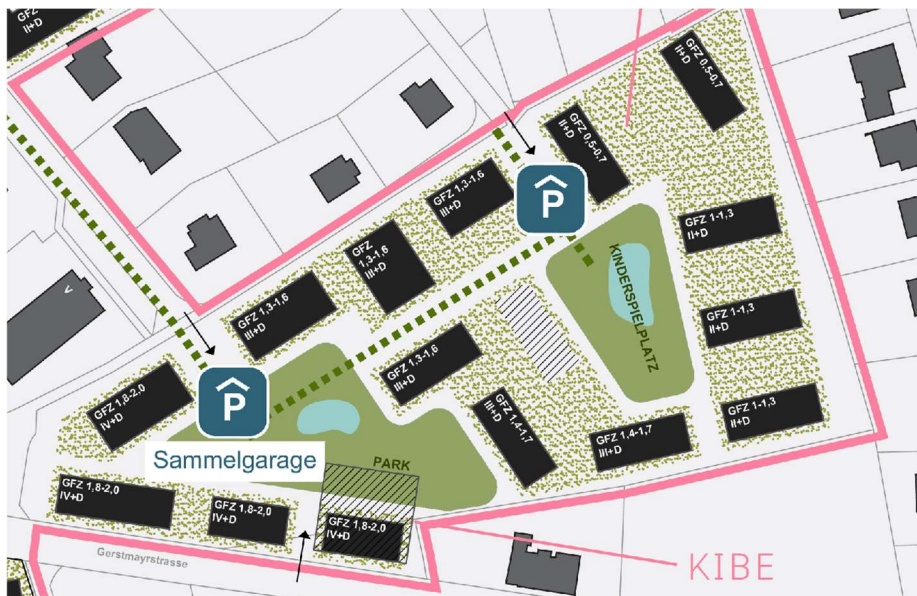 GFZ
II+D
GFZ 0,5-0,7
II+D
GFZ 0,5-0,7
II+D
GFZ 1,3-1,6
III+D
P
GFZ
1,3-1,6
III+D
GFZ 1-1,3
II+D
GFZ 1,3-1,6
III+D
KINDERSPIELPLATZ
GFZ 1-1,3
II+D
GFZ 1,3-1,6
III+D
GFZ 1,8-2,0
IV+D
P
GFZ 1,4-1,7
III+D
GFZ 1-1,3
II+D
GFZ 1,4-1,7
III+D
Sammelgarage
PARK
GFZ 1,8-2,0
IV+D
GFZ 1,8-2,0
IV+D
GFZ 1,8-2,0
IV+D
Gerstmayrstrasse
KIBE